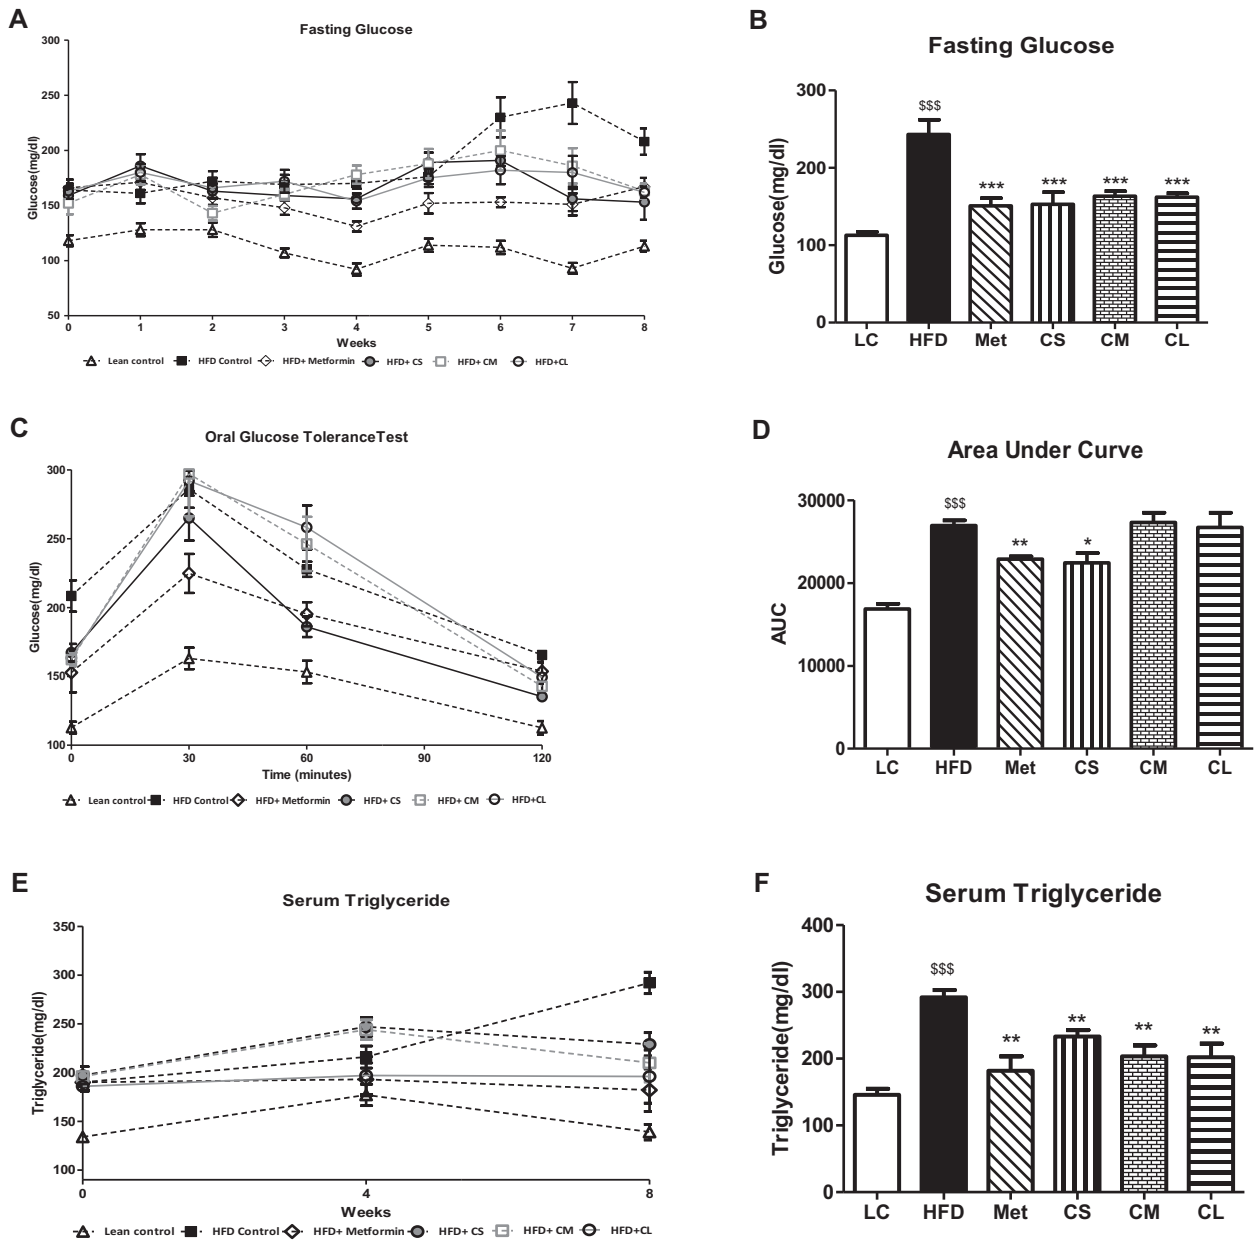 A
Fasting Glucose
300
250
200
150
100
50
Glucose(mg/dl)
0 1 2 3 4 5 6 7 8
Weeks
Lean control HFD Control HFD+ Metformin HFD+ CS HFD+ CM HFD+CL
B
Fasting Glucose
300
200
100
0
Glucose(mg/dl)
$$$
*** *** *** ***
LC HFD Met CS CM CL
C
Oral Glucose ToleranceTest
300
250
200
150
100
Glucose(mg/dl)
0 30 60 90 120
Time (minutes)
Lean control HFD Control HFD+ Metformin HFD+ CS HFD+ CM HFD+CL
D
Area Under Curve
30000
20000
10000
0
AUC
$$$
** *
LC HFD Met CS CM CL
E
Serum Triglyceride
350
300
250
200
150
100
Triglyceride(mg/dl)
0 4 8
Weeks
Lean control HFD Control HFD+ Metformin HFD+ CS HFD+ CM HFD+CL
F
Serum Triglyceride
400
300
200
100
0
Triglyceride(mg/dl)
$$$
** ** ** **
LC HFD Met CS CM CL